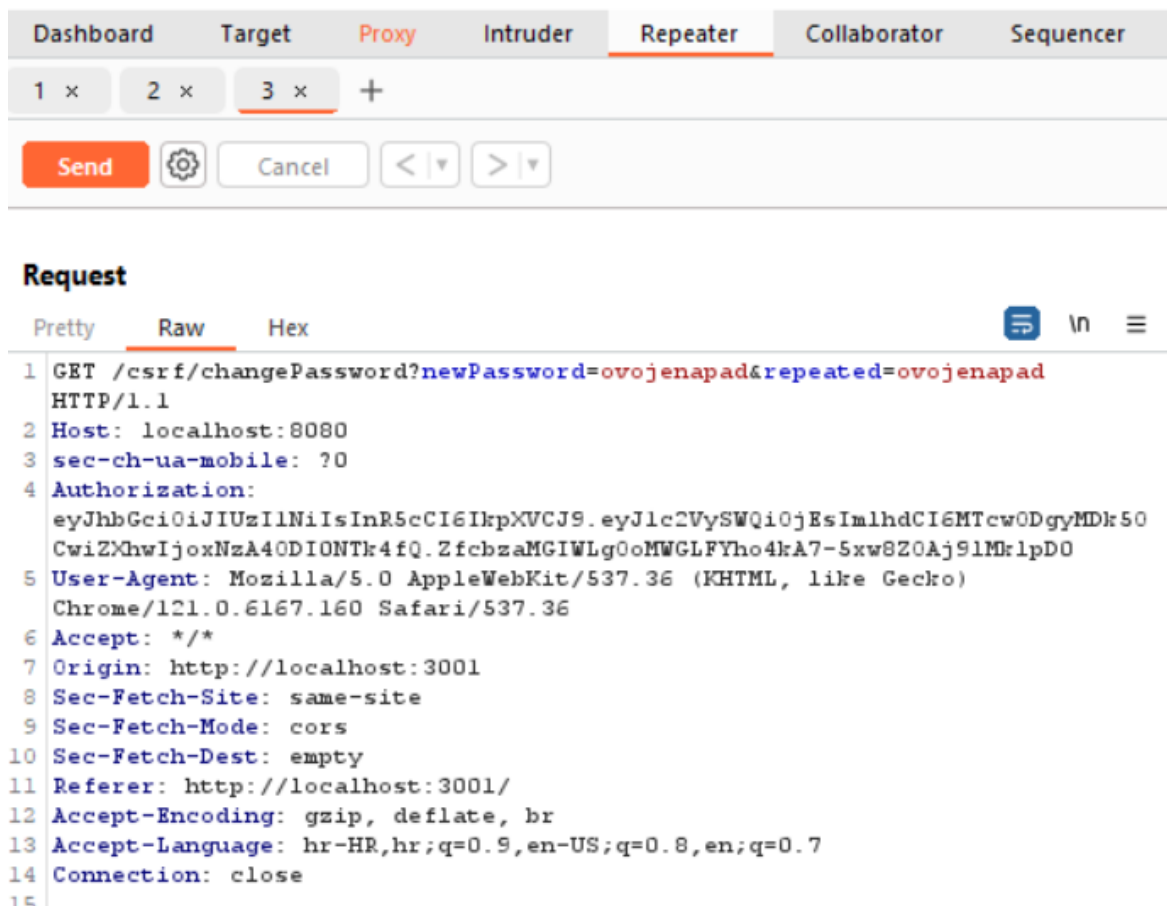 Dashboard Target Proxy Intruder Repeater Collaborator Sequencer
1 × 2 × 3 × +
Send Cancel < ▾ > ▾
Request
Pretty Raw Hex \n ≡
1 GET /csrf/changePassword?newPassword=ovojenapad&repeated=ovojenapad
HTTP/1.1
2 Host: localhost:8080
3 sec-ch-ua-mobile: ?0
4 Authorization:
eyJhbGciOiJIUzI1NiIsInR5cCI6IkpXVCJ9.eyJ1c2VySWQiOjEsImlhdCI6MTcwODgyMDk5O
CwiZXhwIjoxNzA4ODI0NTk4fQ.ZfcbzaMGIWLg0oMWGLFYho4kA7-5xw8Z0Aj9lMklpD0
5 User-Agent: Mozilla/5.0 AppleWebKit/537.36 (KHTML, like Gecko)
Chrome/121.0.6167.160 Safari/537.36
6 Accept: */*
7 Origin: http://localhost:3001
8 Sec-Fetch-Site: same-site
9 Sec-Fetch-Mode: cors
10 Sec-Fetch-Dest: empty
11 Referer: http://localhost:3001/
12 Accept-Encoding: gzip, deflate, br
13 Accept-Language: hr-HR,hr;q=0.9,en-US;q=0.8,en;q=0.7
14 Connection: close
15